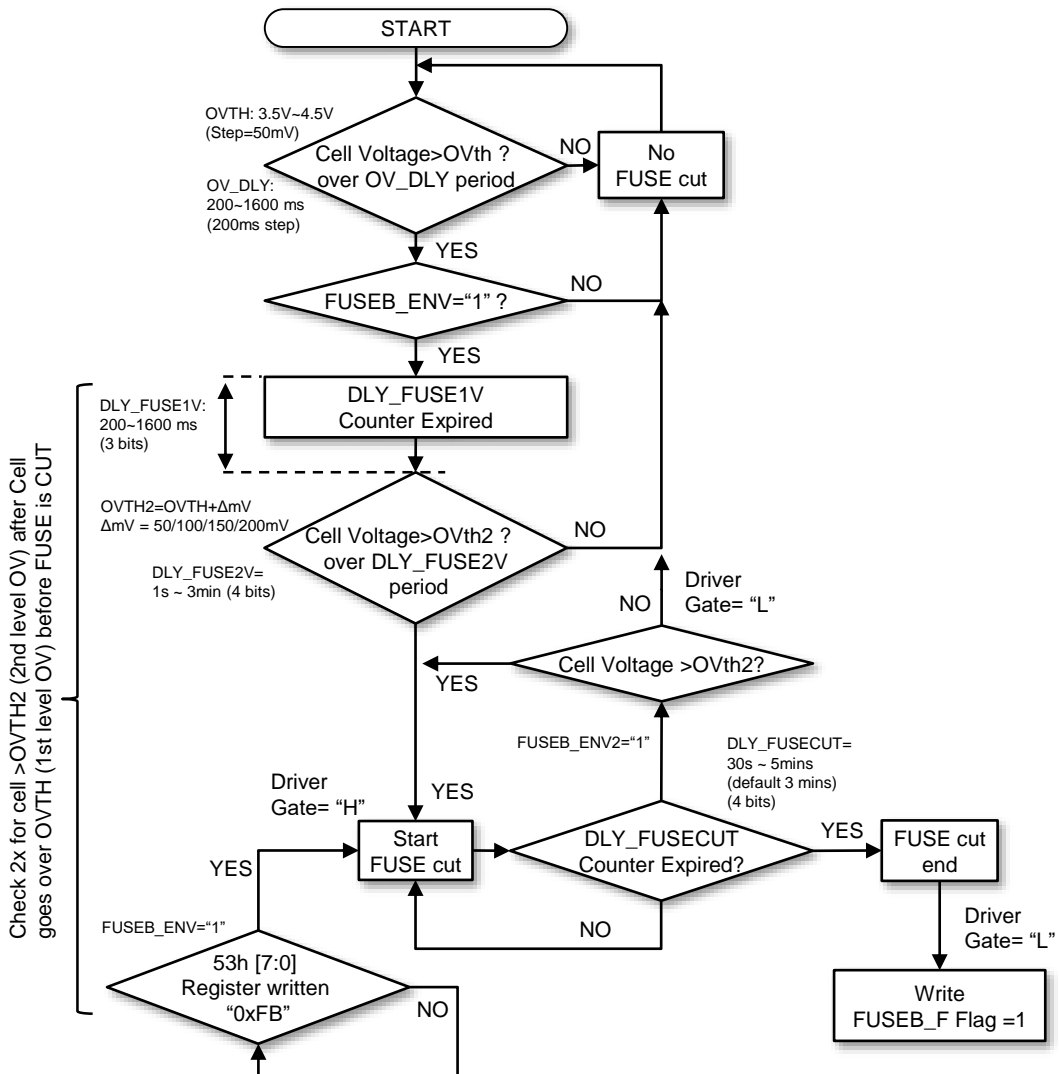 START
OVTH: 3.5V~4.5V
(Step=50mV)
Cell Voltage>OVth ?
over OV_DLY period
NO
No
FUSE cut
OV_DLY:
200~1600 ms
(200ms step)
YES
FUSEB_ENV=“1” ?
NO
YES
DLY_FUSE1V:
200~1600 ms
(3 bits)
DLY_FUSE1V
Counter Expired
OVTH2=OVTH+ΔmV
ΔmV = 50/100/150/200mV
Cell Voltage>OVth2 ?
over DLY_FUSE2V
period
NO
DLY_FUSE2V=
1s ~ 3min (4 bits)
Driver
Gate= “L”
NO
Cell Voltage >OVth2?
YES
FUSEB_ENV2=“1”
DLY_FUSECUT=
30s ~ 5mins
(default 3 mins)
(4 bits)
YES
Driver
Gate= “H”
Start
FUSE cut
DLY_FUSECUT
Counter Expired?
YES
FUSE cut
end
NO
Driver
Gate= “L”
Write
FUSEB_F Flag =1
YES
FUSEB_ENV=“1”
53h [7:0]
Register written
“0xFB”
NO
Check 2x for cell >OVTH2 (2nd level OV) after Cell
goes over OVTH (1st level OV) before FUSE is CUT